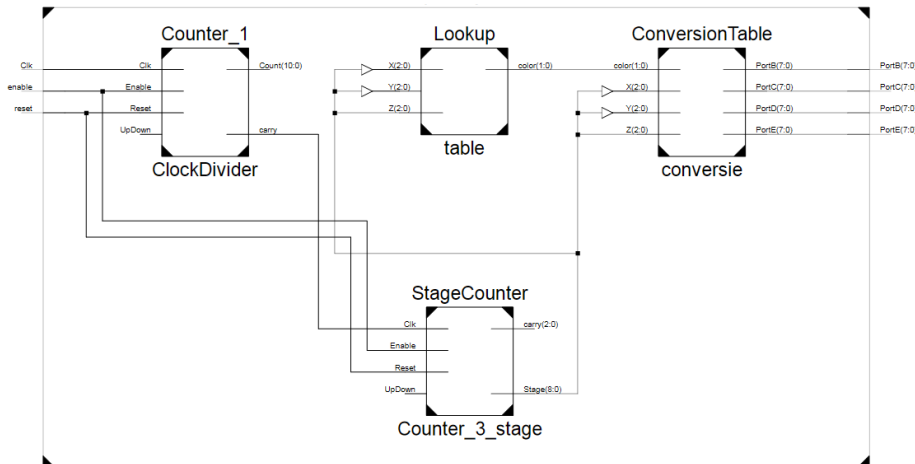 Counter_1
Clk
enable
reset
Clk
Enable
Reset
UpDown
Count(10:0)
carry
ClockDivider
Lookup
X(2:0)
Y(2:0)
Z(2:0)
color(1:0)
table
ConversionTable
color(1:0)
X(2:0)
Y(2:0)
Z(2:0)
PortB(7:0)
PortC(7:0)
PortD(7:0)
PortE(7:0)
conversie
PortB(7:0)
PortC(7:0)
PortD(7:0)
PortE(7:0)
StageCounter
Clk
Enable
Reset
UpDown
carry(2:0)
Stage(8:0)
Counter_3_stage